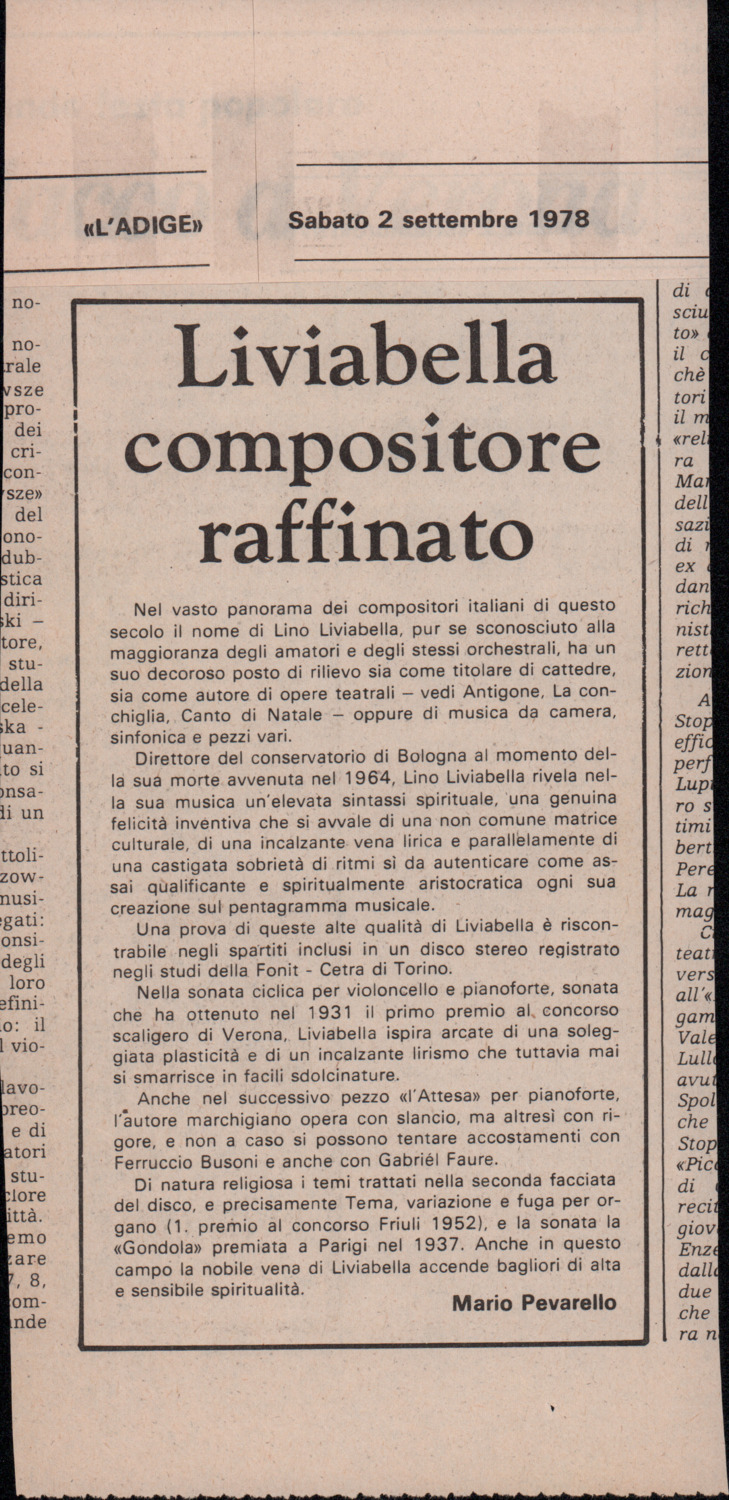 «L'ADIGE»
Sabato 2 settembre 1978
Liviabella
compositore
raffinato
Nel vasto panorama dei compositori italiani di questo
secolo il nome di Lino Liviabella, pur se sconosciuto alla
maggioranza degli amatori e degli stessi orchestrali, ha un
suo decoroso posto di rilievo sia come titolare di cattedre,
sia come autore di opere teatrali – vedi Antigone, La con-
chiglia, Canto di Natale – oppure di musica da camera,
sinfonica e pezzi vari.
Direttore del conservatorio di Bologna al momento del-
la sua morte avvenuta nel 1964, Lino Liviabella rivela nel-
la sua musica un'elevata sintassi spirituale, una genuina
felicità inventiva che si avvale di una non comune matrice
culturale, di una incalzante vena lirica e parallelamente di
una castigata sobrietà di ritmi sì da autenticare come as-
sai qualificante e spiritualmente aristocratica ogni sua
creazione sul pentagramma musicale.
Una prova di queste alte qualità di Liviabella è riscon-
trabile negli spartiti inclusi in un disco stereo registrato
negli studi della Fonit - Cetra di Torino.
Nella sonata ciclica per violoncello e pianoforte, sonata
che ha ottenuto nel 1931 il primo premio al concorso
scaligero di Verona, Liviabella ispira arcate di una soleg-
giata plasticità e di un incalzante lirismo che tuttavia mai
si smarrisce in facili sdolcinature.
Anche nel successivo pezzo «l'Attesa» per pianoforte,
l'autore marchigiano opera con slancio, ma altresì con ri-
gore, e non a caso si possono tentare accostamenti con
Ferruccio Busoni e anche con Gabriél Faure.
Di natura religiosa i temi trattati nella seconda facciata
del disco, e precisamente Tema, variazione e fuga per or-
gano (1. premio al concorso Friuli 1952), e la sonata la
«Gondola» premiata a Parigi nel 1937. Anche in questo
campo la nobile vena di Liviabella accende bagliori di alta
e sensibile spiritualità.
Mario Pevarello